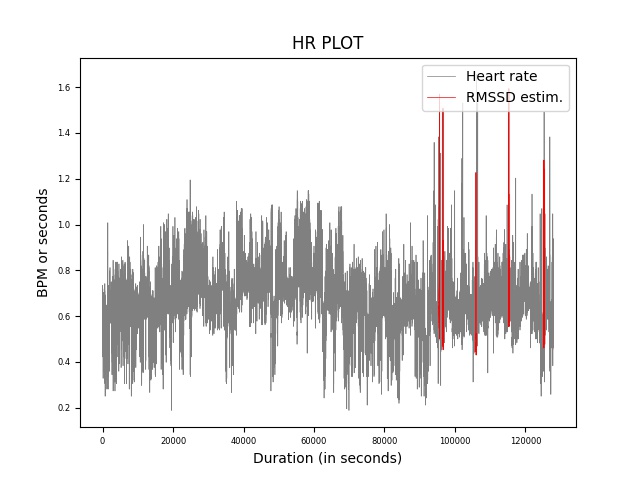 HR PLOT
Heart rate
RMSSD estim.
BPM or seconds
1.6
1.4
1.2
1.0
0.8
0.6
0.4
0.2
0 20000 40000 60000 80000 100000 120000
Duration (in seconds)